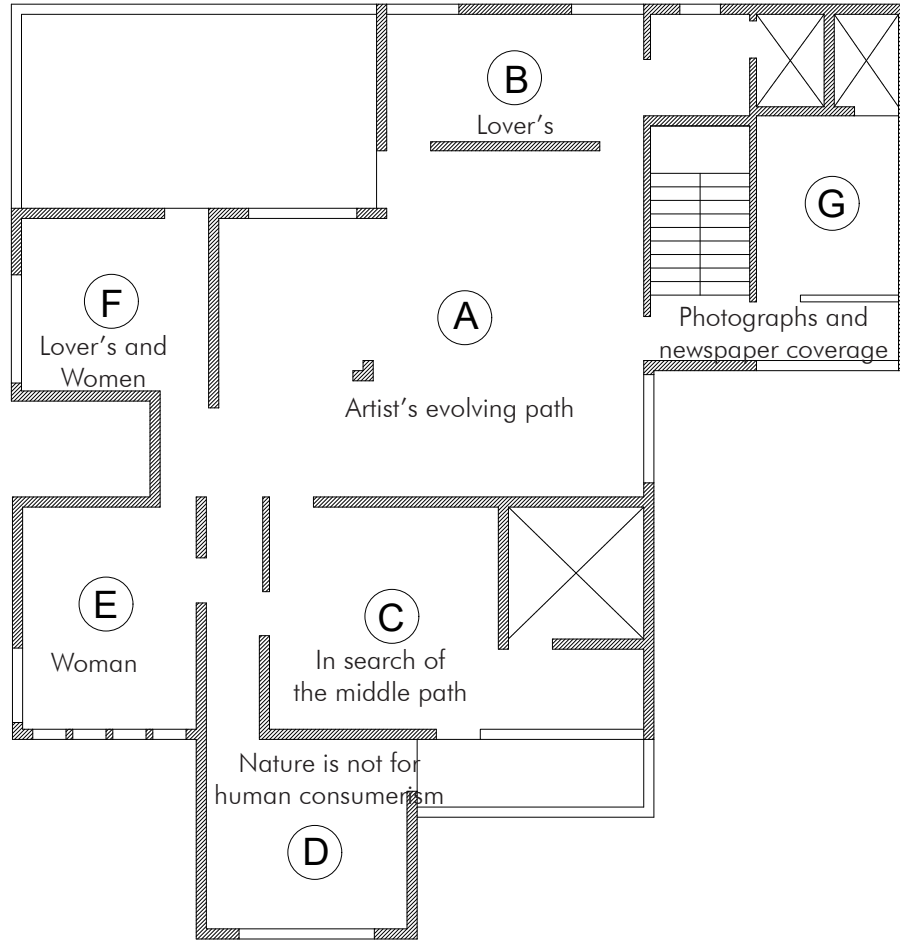 B
Lover's
G
F
Lover's and
Women
A
Artist's evolving path
Photographs and
newspaper coverage
E
Woman
C
In search of
the middle path
Nature is not for
human consumerism
D